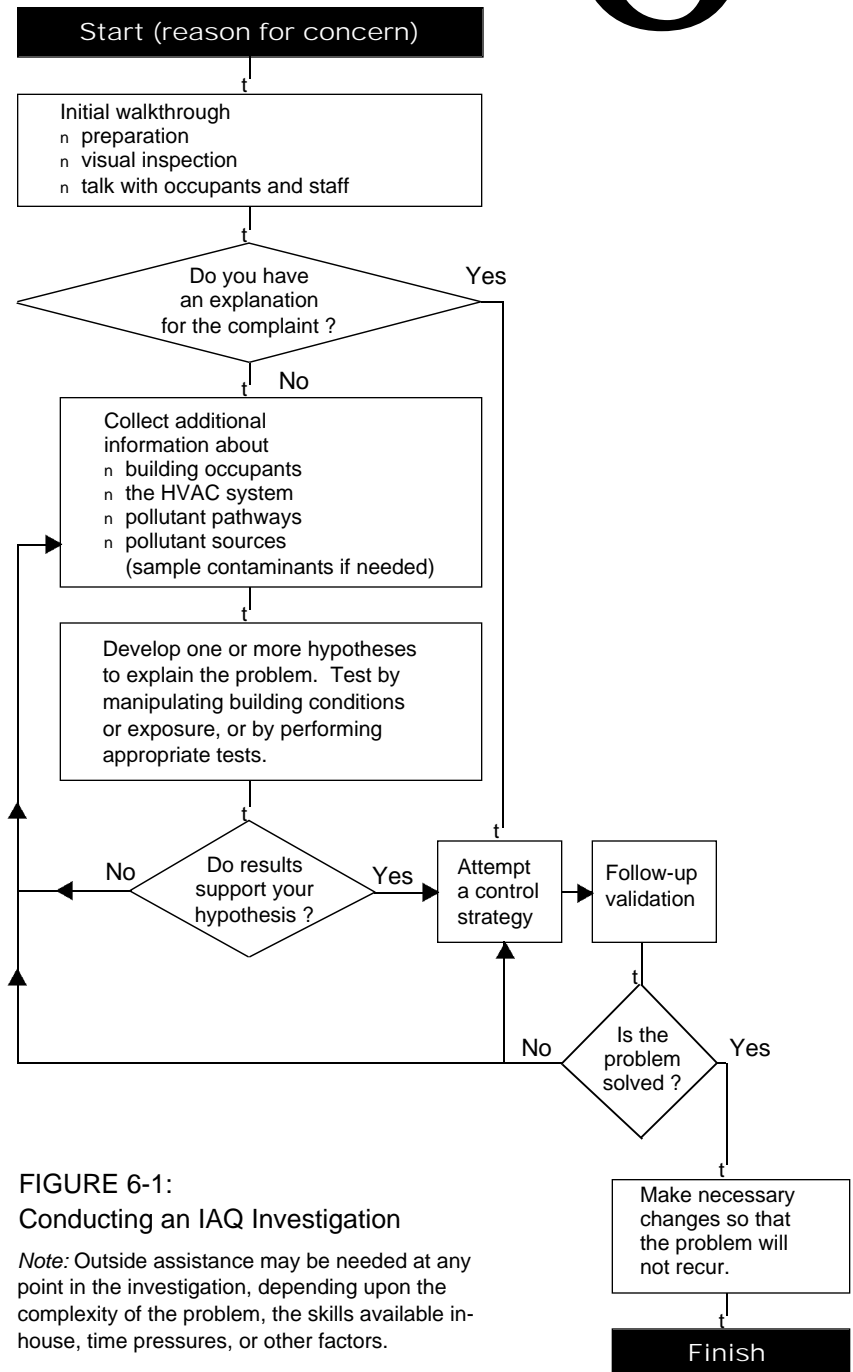 Start (reason for concern)
t
Initial walkthrough
n preparation
n visual inspection
n talk with occupants and staff
t
Do you have
an explanation
for the complaint ?
Yes
t
No
Collect additional
information about
n building occupants
n the HVAC system
n pollutant pathways
n pollutant sources
(sample contaminants if needed)
t
Develop one or more hypotheses
to explain the problem. Test by
manipulating building conditions
or exposure, or by performing
appropriate tests.
t
No
Do results
support your
hypothesis ?
Yes
t
Attempt
a control
strategy
Follow-up
validation
t
No
Is the
problem
solved ?
Yes
t
Make necessary
changes so that
the problem will
not recur.
t
Finish
FIGURE 6-1:
Conducting an IAQ Investigation
Note: Outside assistance may be needed at any
point in the investigation, depending upon the
complexity of the problem, the skills available in-
house, time pressures, or other factors.